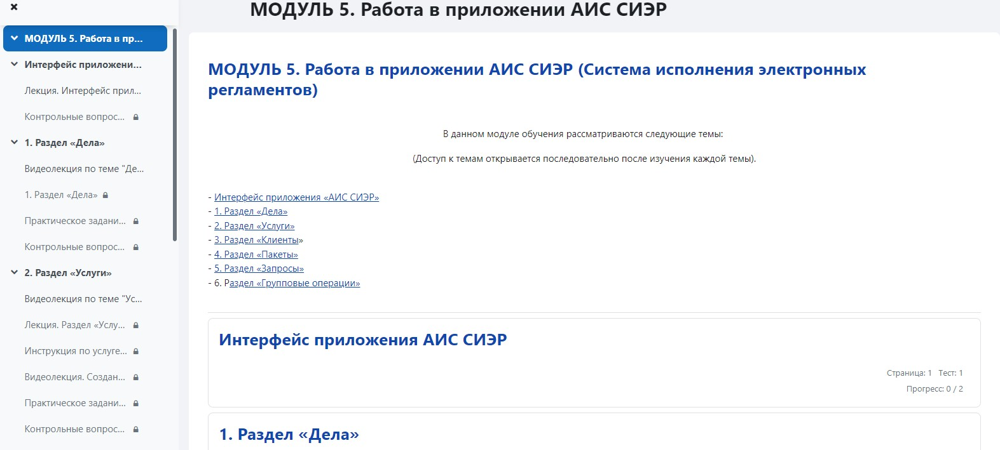 МОДУЛЬ 5. Работа в пр...
Интерфейс приложени...
Лекция. Интерфейс прил...
Контрольные вопрос...
1. Раздел «Дела»
Видеолекция по теме "Де...
1. Раздел «Дела»
Практическое задани...
Контрольные вопрос...
2. Раздел «Услуги»
Видеолекция по теме "Ус...
Лекция. Раздел «Услу...
Инструкция по услуге...
Видеолекция. Создан...
Практическое задани...
Контрольные вопрос...
МОДУЛЬ 5. Работа в приложении АИС СИЭР
МОДУЛЬ 5. Работа в приложении АИС СИЭР (Система исполнения электронных
регламентов)
В данном модуле обучения рассматриваются следующие темы:
(Доступ к темам открывается последовательно после изучения каждой темы).
- Интерфейс приложения «АИС СИЭР»
- 1. Раздел «Дела»
- 2. Раздел «Услуги»
- 3. Раздел «Клиенты»
- 4. Раздел «Пакеты»
- 5. Раздел «Запросы»
- 6. Раздел «Групповые операции»
Интерфейс приложения АИС СИЭР
Страница: 1 Тест: 1
Прогресс: 0 / 2
1. Раздел «Дела»